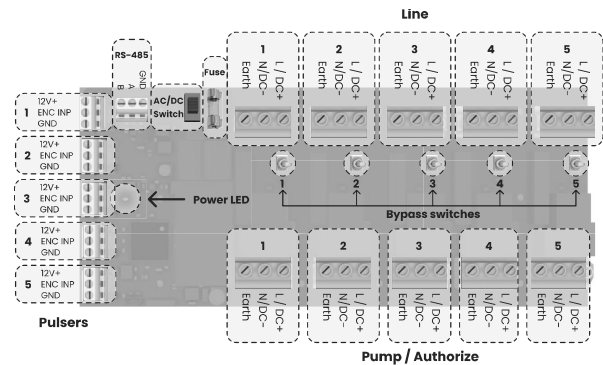 Line
RS-485
B
A
GND
AC/DC
Switch
Fuse
1
Earth
N/DC-
L / DC+
2
Earth
N/DC-
L / DC+
3
Earth
N/DC-
L / DC+
4
Earth
N/DC-
L / DC+
5
Earth
N/DC-
L / DC+
1
12V+
ENC INP
GND
2
12V+
ENC INP
GND
3
12V+
ENC INP
GND
4
12V+
ENC INP
GND
5
12V+
ENC INP
GND
Pulsers
Power LED
1
2
3
4
5
Bypass switches
1
Earth
N/DC-
L / DC+
2
Earth
N/DC-
L / DC+
3
Earth
N/DC-
L / DC+
4
Earth
N/DC-
L / DC+
5
Earth
N/DC-
L / DC+
Pump / Authorize